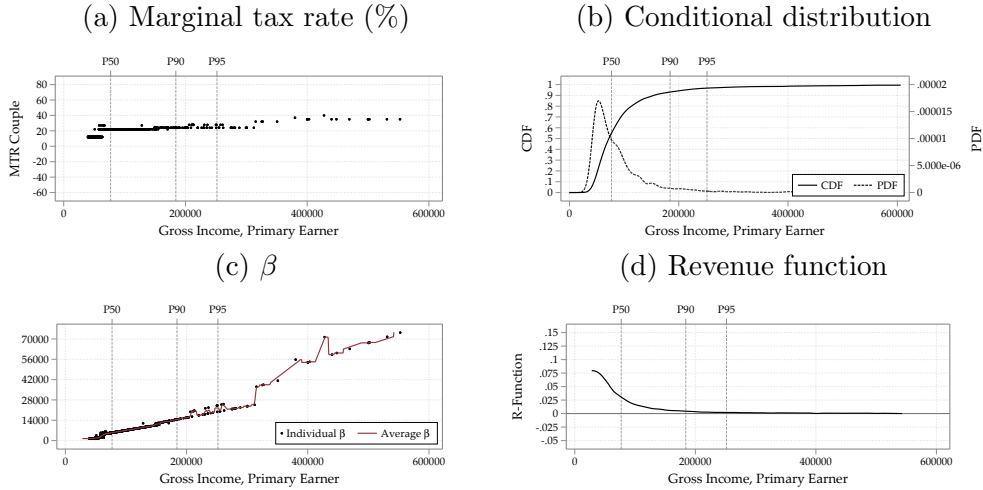 (a) Marginal tax rate (%)
P50 P90 P95
80
60
40
20
0
-20
-40
-60
MTR Couple
0 200000 400000 600000
Gross Income, Primary Earner
(b) Conditional distribution
P50 P90 P95
1
.9
.8
.7
.6
.5
.4
.3
.2
.1
0
CDF
.00002
.000015
.00001
5.000e-06
0
PDF
CDF PDF
0 200000 400000 600000
Gross Income, Primary Earner
(c) β
P50 P90 P95
70000
56000
42000
28000
14000
0
Individual β Average β
0 200000 400000 600000
Gross Income, Primary Earner
(d) Revenue function
P50 P90 P95
.15
.125
.1
.075
.05
.025
0
-.025
-.05
R-Function
0 200000 400000 600000
Gross Income, Primary Earner